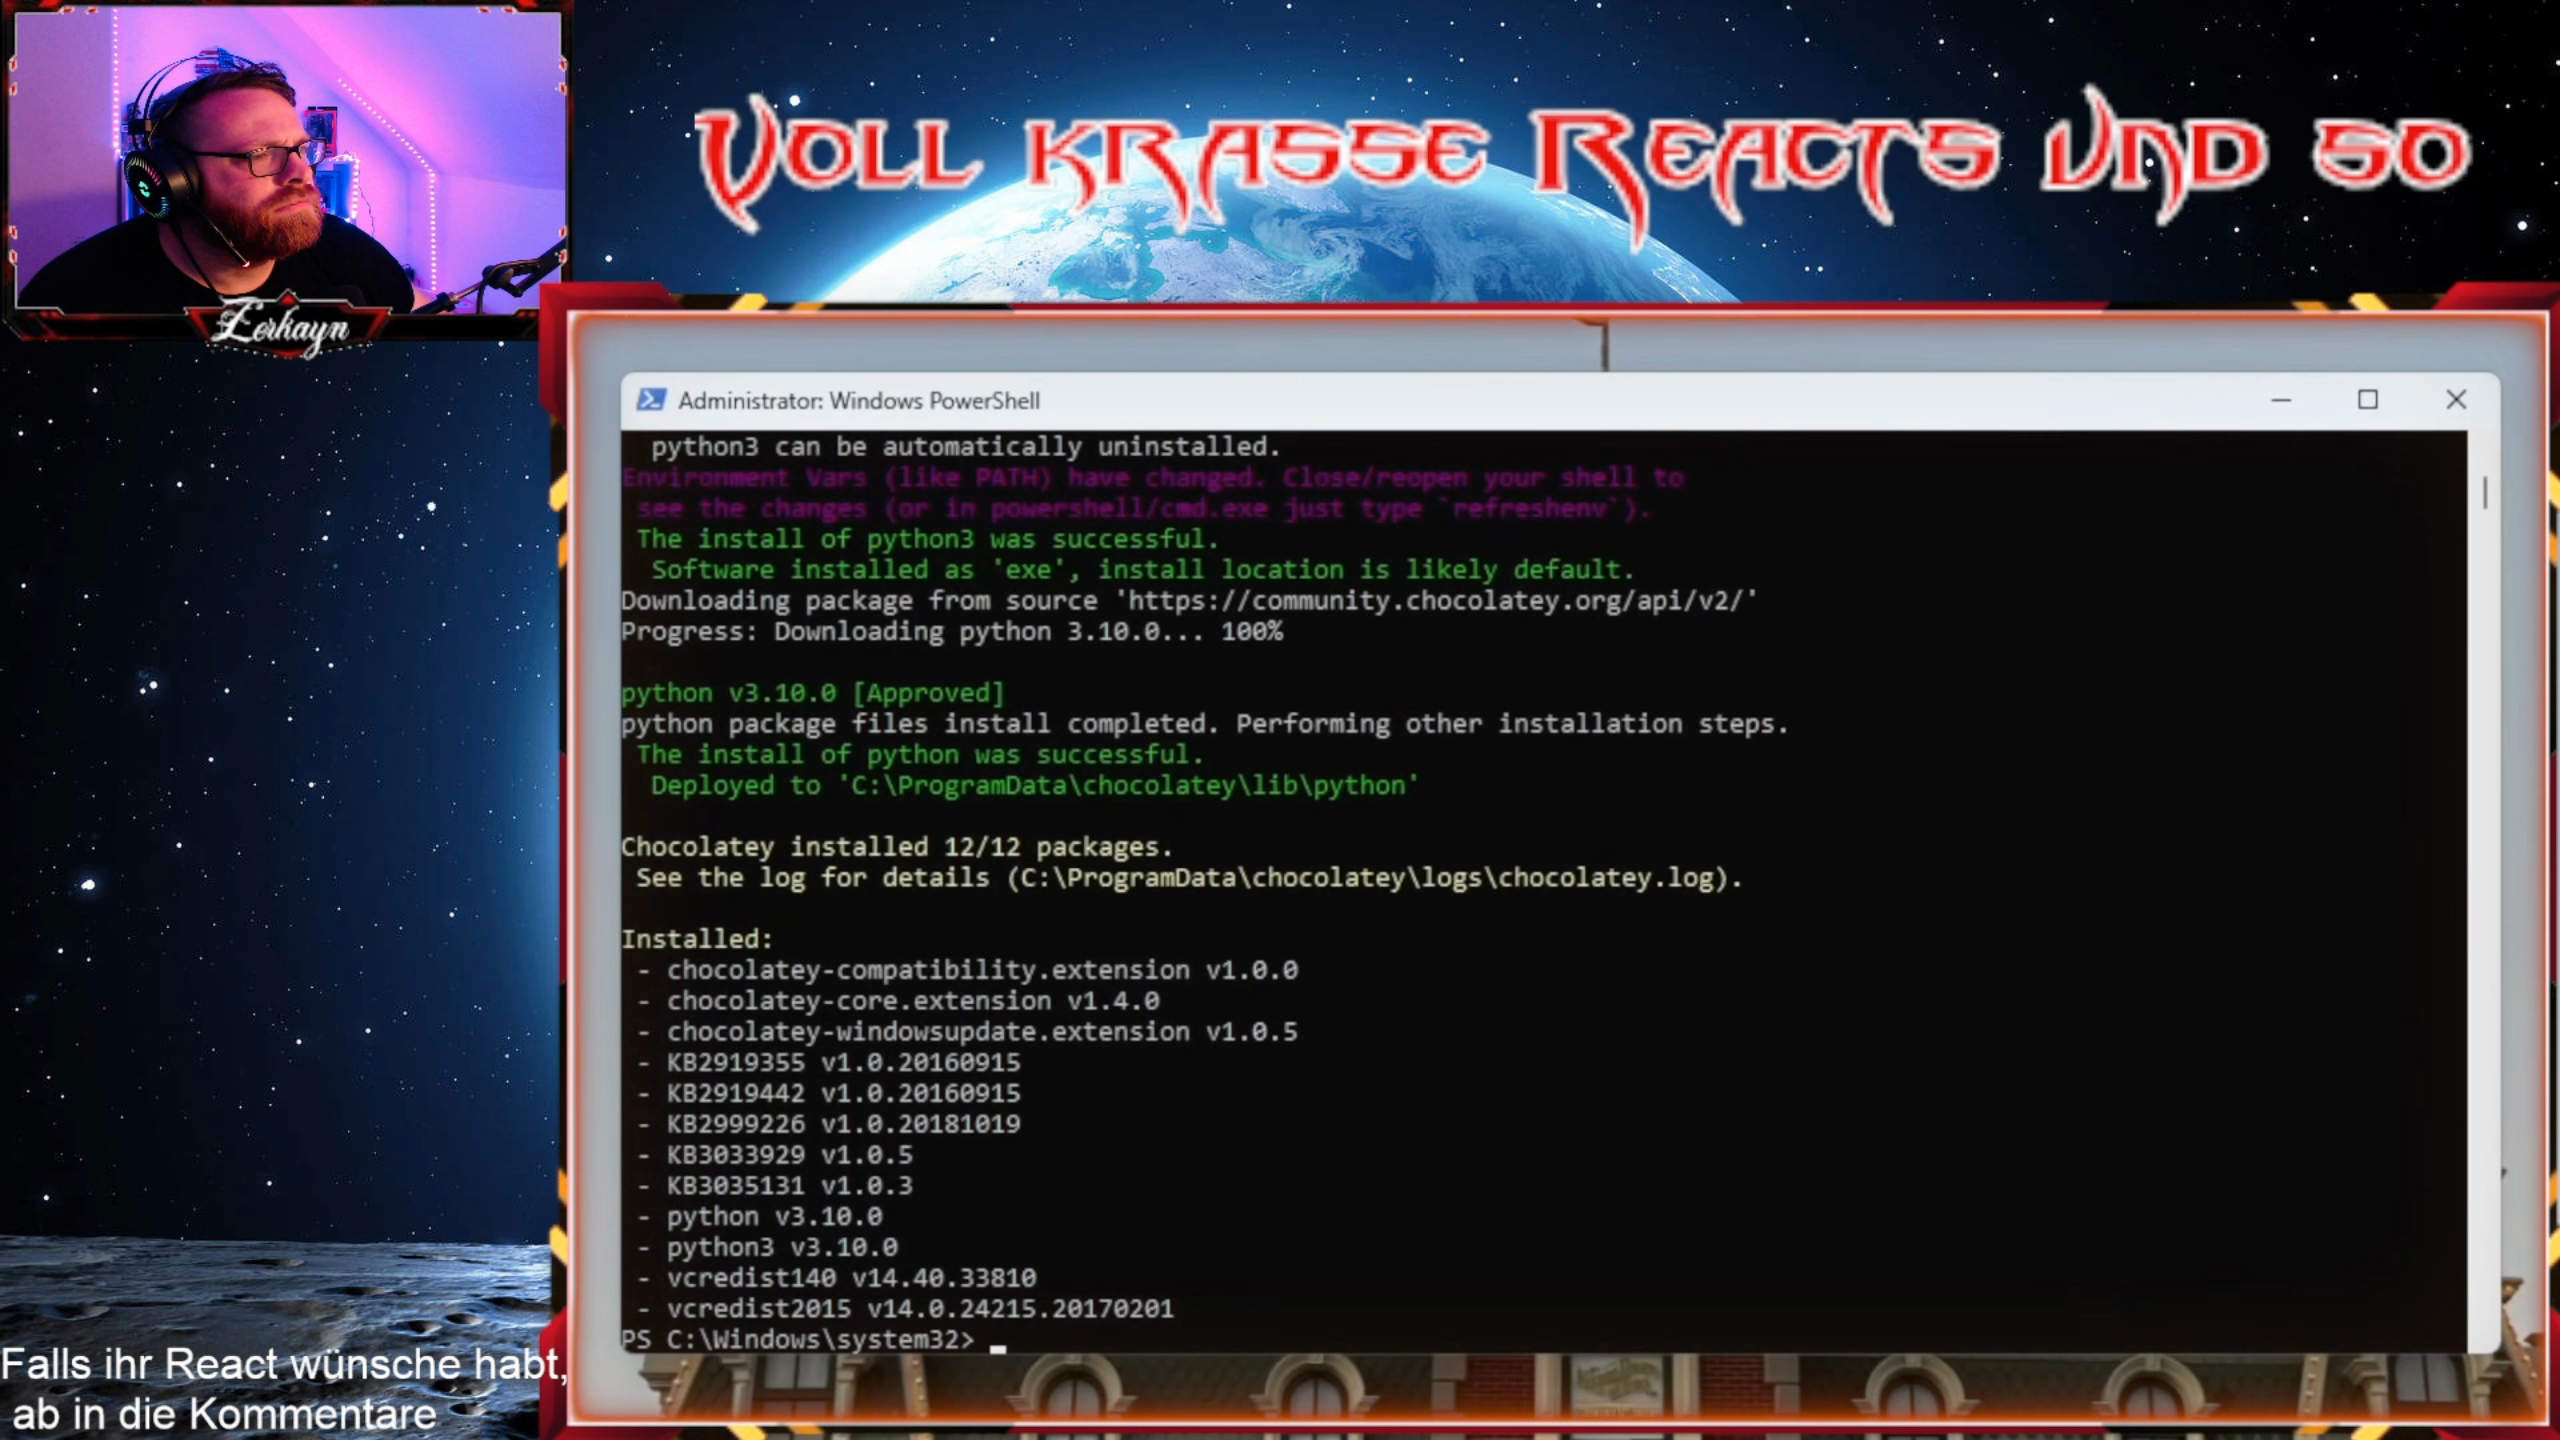 Voll krasse Reacts und so
Zerkayn
Administrator: Windows PowerShell
python3 can be automatically uninstalled.
Environment Vars (like PATH) have changed. Close/reopen your shell to
see the changes (or in powershell/cmd.exe just type `refreshenv`).
The install of python3 was successful.
Software installed as 'exe', install location is likely default.
Downloading package from source 'https://community.chocolatey.org/api/v2/'
Progress: Downloading python 3.10.0... 100%
python v3.10.0 [Approved]
python package files install completed. Performing other installation steps.
The install of python was successful.
Deployed to 'C:\ProgramData\chocolatey\lib\python'
Chocolatey installed 12/12 packages.
See the log for details (C:\ProgramData\chocolatey\logs\chocolatey.log).
Installed:
- chocolatey-compatibility.extension v1.0.0
- chocolatey-core.extension v1.4.0
- chocolatey-windowsupdate.extension v1.0.5
- KB2919355 v1.0.20160915
- KB2919442 v1.0.20160915
- KB2999226 v1.0.20181019
- KB3033929 v1.0.5
- KB3035131 v1.0.3
- python v3.10.0
- python3 v3.10.0
- vcredist140 v14.40.33810
- vcredist2015 v14.0.24215.20170201
PS C:\Windows\system32>
Falls ihr React wünsche habt,
ab in die Kommentare